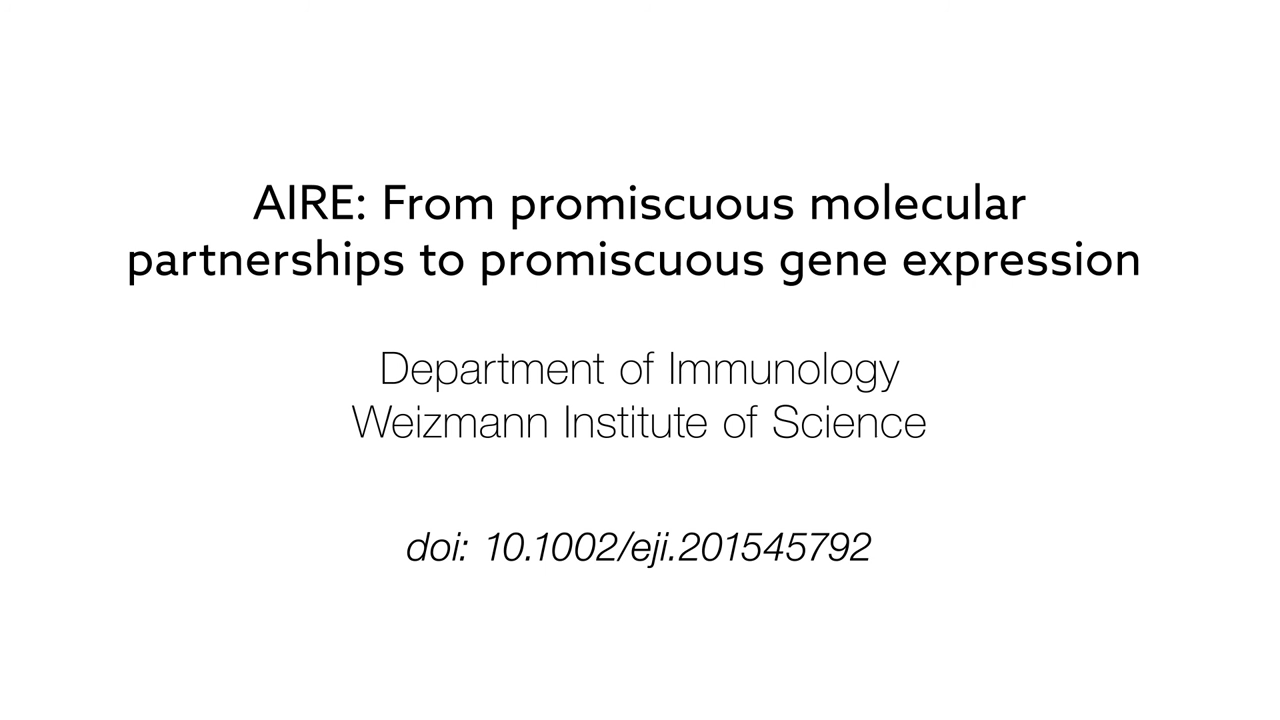 AIRE: From promiscuous molecular
partnerships to promiscuous gene expression
Department of Immunology
Weizmann Institute of Science
doi: 10.1002/eji.201545792